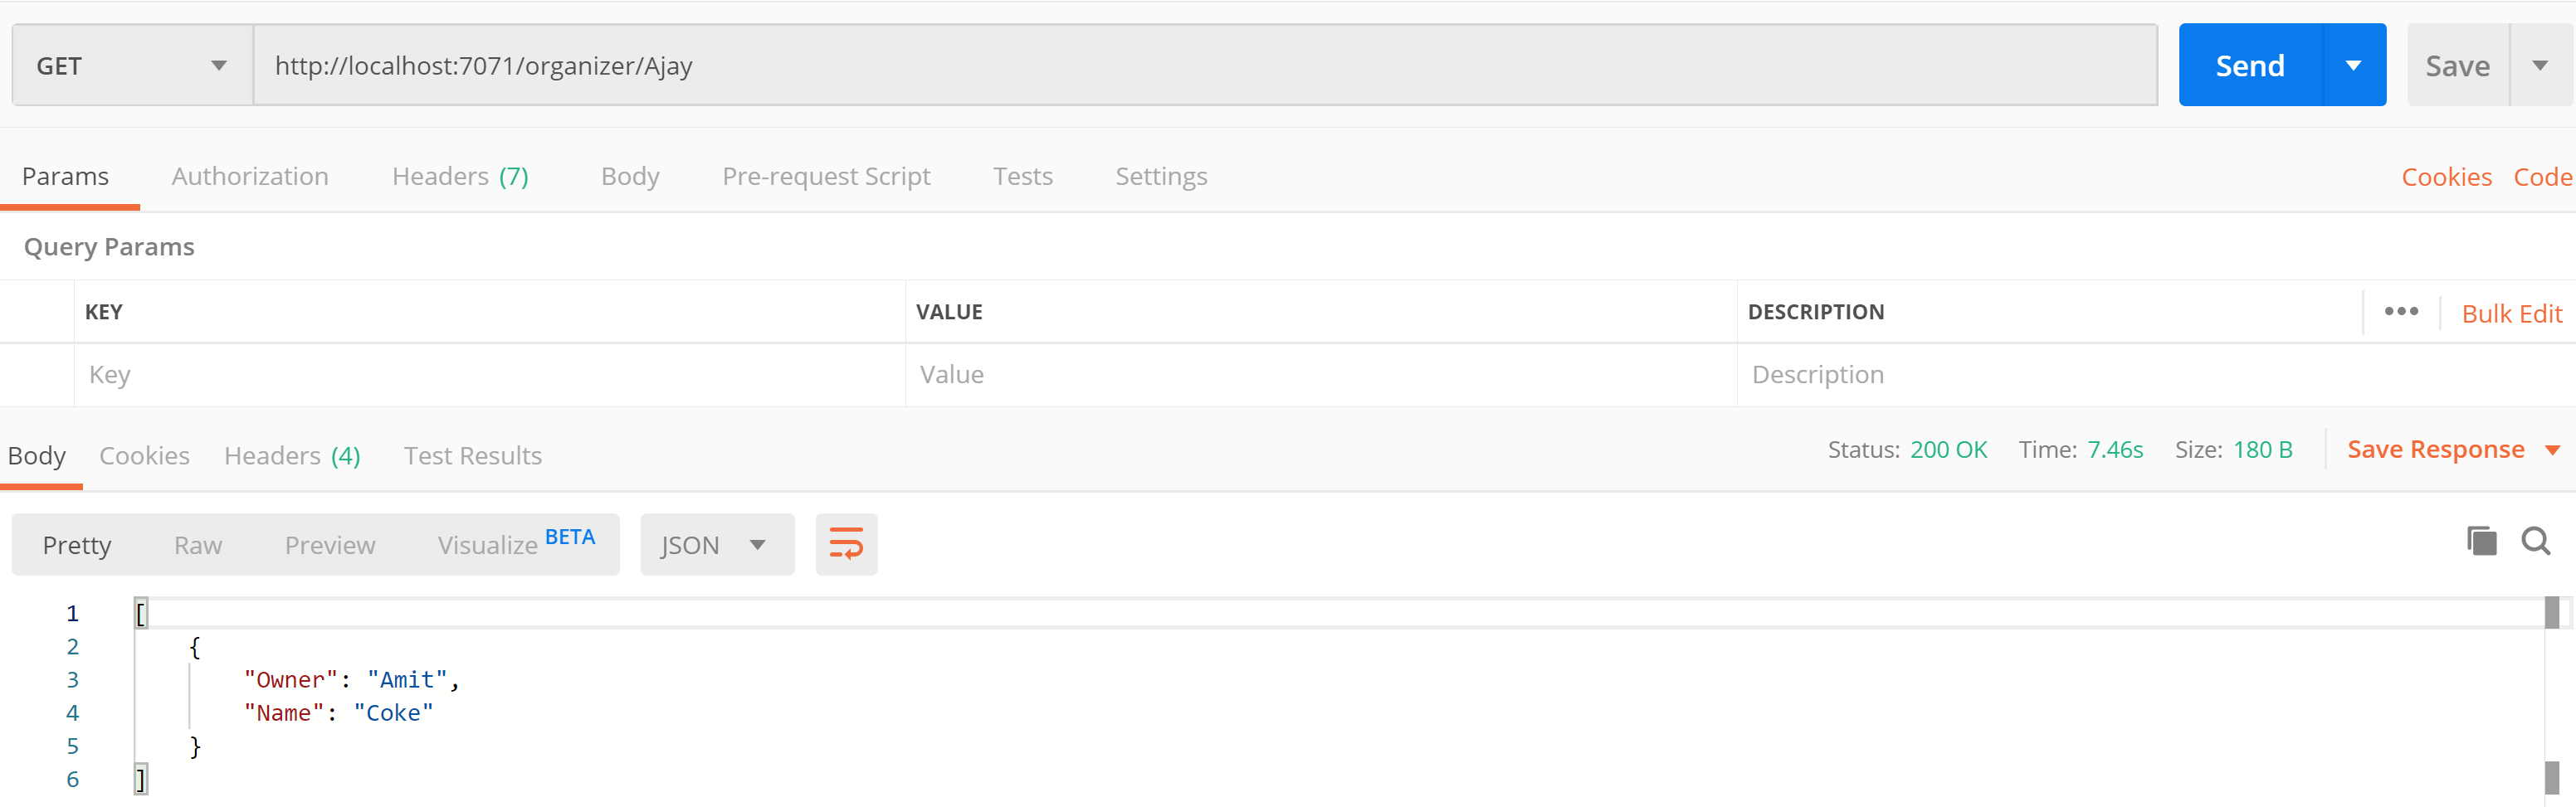 GET http://localhost:7071/organizer/Ajay Send Save
Params Authorization Headers (7) Body Pre-request Script Tests Settings Cookies Code
Query Params
KEY VALUE DESCRIPTION ••• Bulk Edit
Key Value Description
Body Cookies Headers (4) Test Results Status: 200 OK Time: 7.46s Size: 180 B Save Response
Pretty Raw Preview Visualize BETA JSON
1 [
2 {
3 "Owner": "Amit",
4 "Name": "Coke"
5 }
6 ]